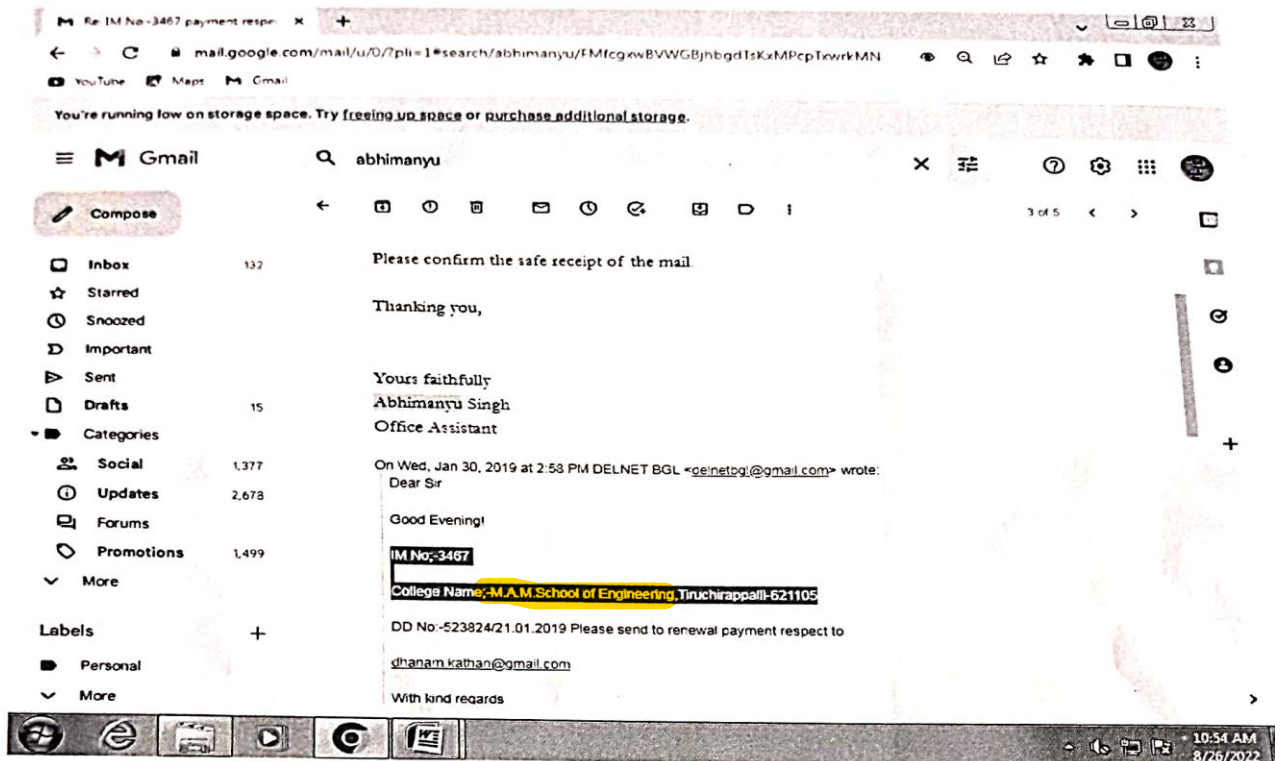 Re: IM No -3467 payment respe
mail.google.com/mail/u/0/?pli=1#search/abhimanyu/
YouTube Maps Gmail
You're running low on storage space. Try freeing up space or purchase additional storage.
Gmail
abhimanyu
Compose
3 of 5
Inbox 132
Starred
Snoozed
Important
Sent
Drafts 15
Categories
Social 1,377
Updates 2,678
Forums
Promotions 1,499
More
Labels
Personal
More
Please confirm the safe receipt of the mail.
Thanking you,
Yours faithfully
Abhimanyu Singh
Office Assistant
On Wed, Jan 30, 2019 at 2:58 PM DELNET BGL <delnetbgl@gmail.com> wrote:
Dear Sir
Good Evening!
IM No;-3467
College Name;-M.A.M.School of Engineering,Tiruchirappalli-621105
DD No:-523824/21.01.2019 Please send to renewal payment respect to
dhanam.kathan@gmail.com
With kind regards
10:54 AM
8/26/2022